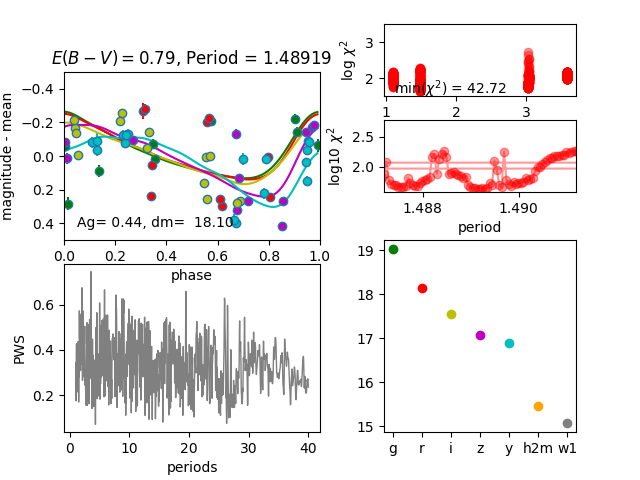 E(B − V) = 0.79, Period = 1.48919
magnitude - mean
−0.4
−0.2
0.0
0.2
0.4
Ag= 0.44, dm= 18.10
0.0 0.2 0.4 0.6 0.8 1.0
phase
log χ²
3
2
min(χ²) = 42.72
1 2 3
log10 χ²
2.5
2.0
1.488 1.490
period
PWS
0.6
0.4
0.2
0 10 20 30 40
periods
19
18
17
16
15
g r i z y h2m w1